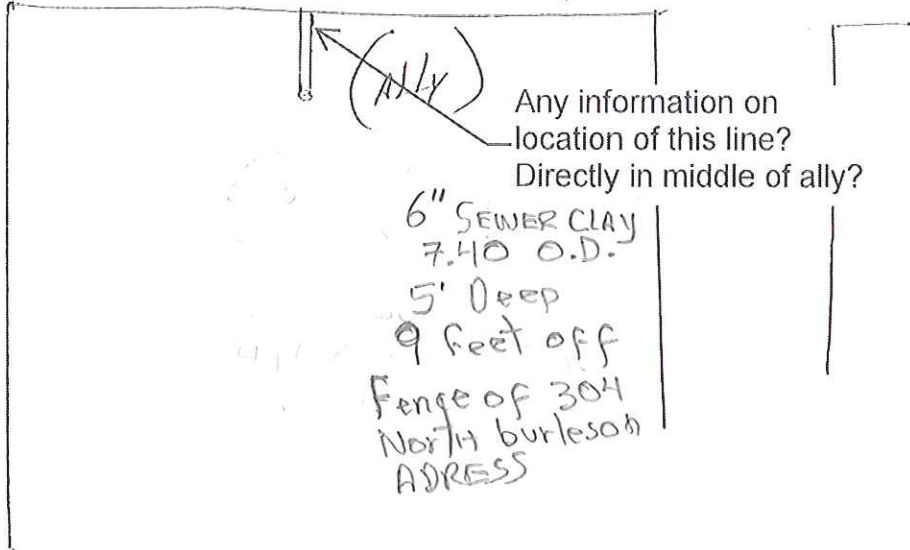 (Ally)
Any information on
location of this line?
Directly in middle of ally?
6" SEWER CLAY
7.40 O.D.
5' Deep
9 feet off
Fenge of 304
North burleson
ADRESS